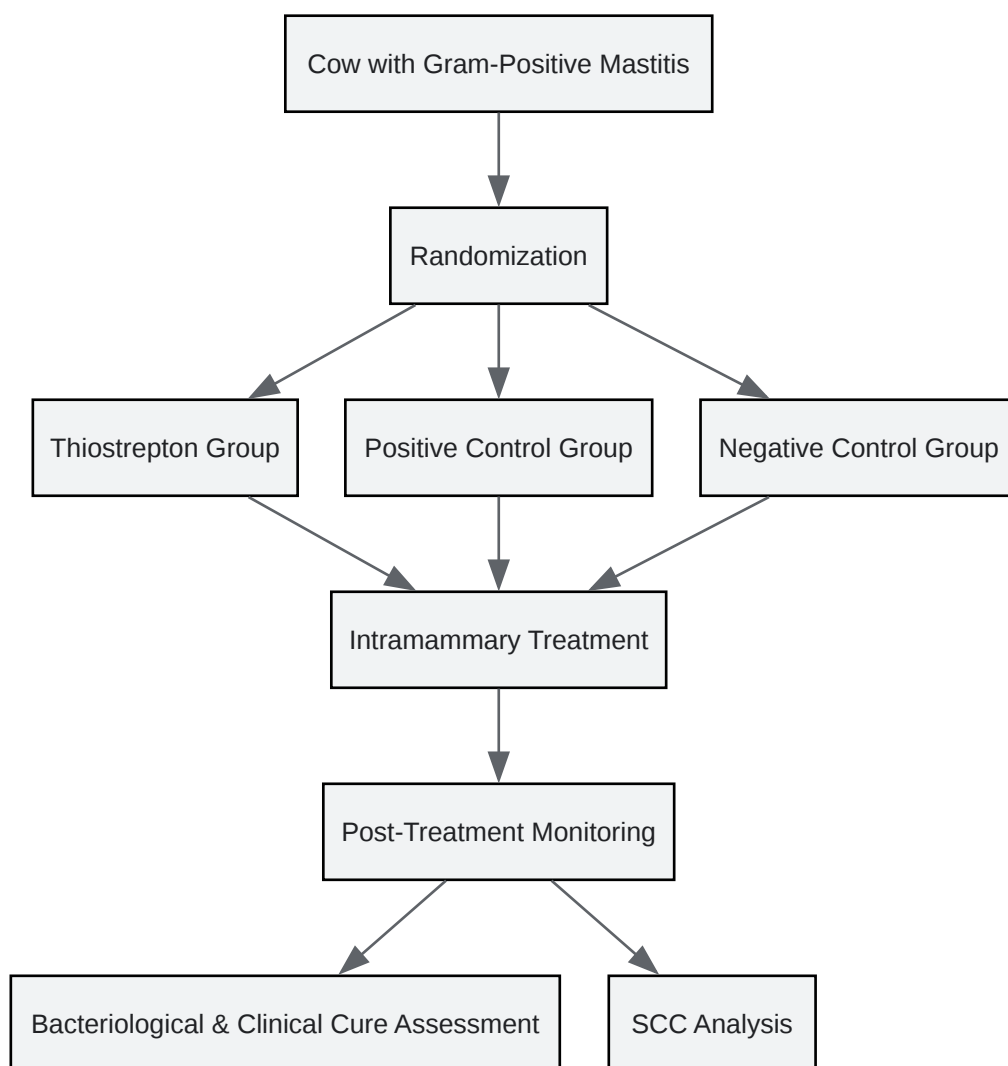 Cow with Gram-Positive Mastitis
Randomization
Thiostrepton Group
Positive Control Group
Negative Control Group
Intramammary Treatment
Post-Treatment Monitoring
Bacteriological & Clinical Cure Assessment
SCC Analysis